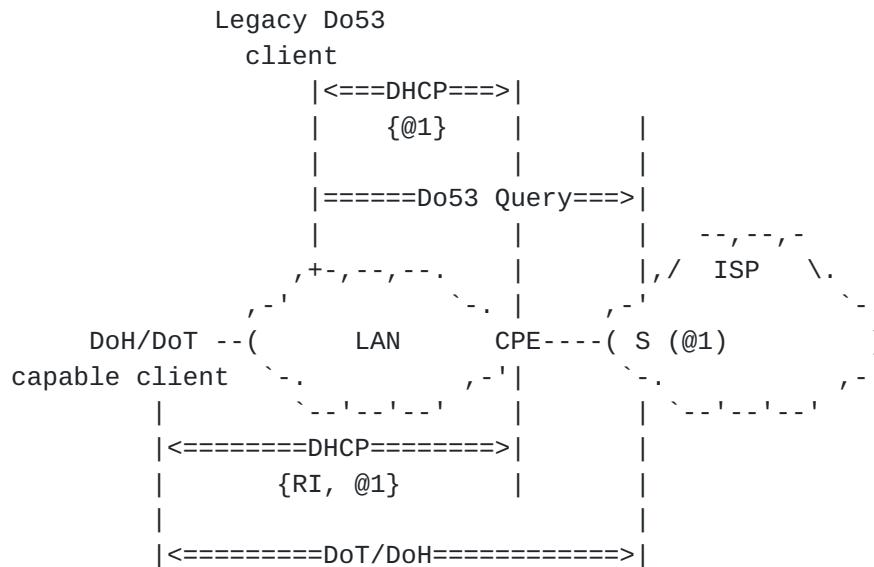 Legacy Do53
client
|<===DHCP===>|
|    {@1}    |       |
|            |       |
|======Do53 Query===>|
|            |       |   --,--,-
,+-,--,--.    |       |,/  ISP   \.
,-'          `-. |     ,-'            `-
DoH/DoT --(      LAN      CPE----( S (@1)         )
capable client  `-.          ,-'|      `-.           ,-
|        `--'--'--'    |       | `--'--'--'
|<========DHCP========>|       |
|       {RI, @1}       |       |
|                              |
|<=========DoT/DoH============>|